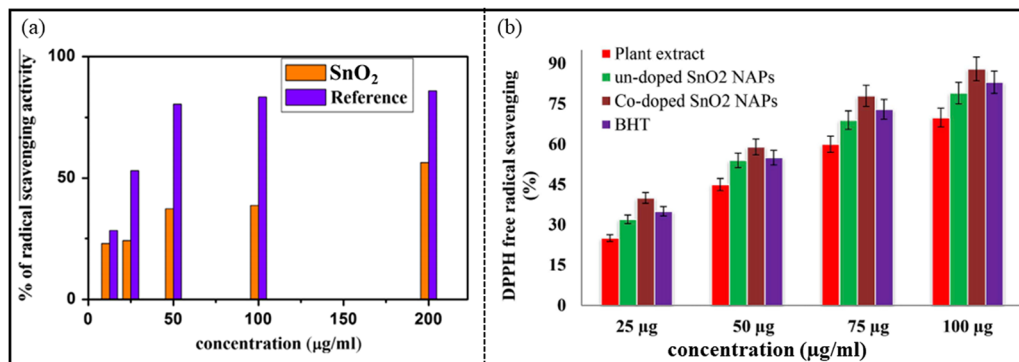 (a)
% of radical scavenging activity
100
50
0
SnO2
Reference
0 50 100 150 200
concentration (μg/ml)
(b)
DPPH free radical scavenging
(%)
90
75
60
45
30
15
0
Plant extract
un-doped SnO2 NAPs
Co-doped SnO2 NAPs
BHT
25 μg 50 μg 75 μg 100 μg
concentration (μg/ml)